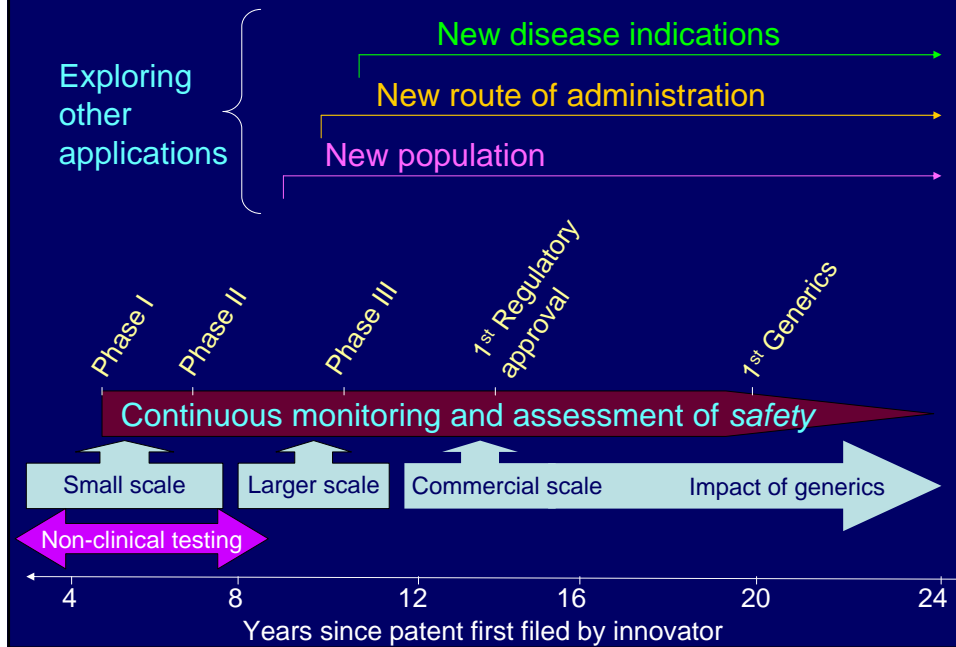 New disease indications
Exploring
other
applications
New route of administration
New population
Phase I
Phase II
Phase III
1st Regulatory
approval
1st Generics
Continuous monitoring and assessment of safety
Small scale
Larger scale
Commercial scale
Impact of generics
Non-clinical testing
4 8 12 16 20 24
Years since patent first filed by innovator